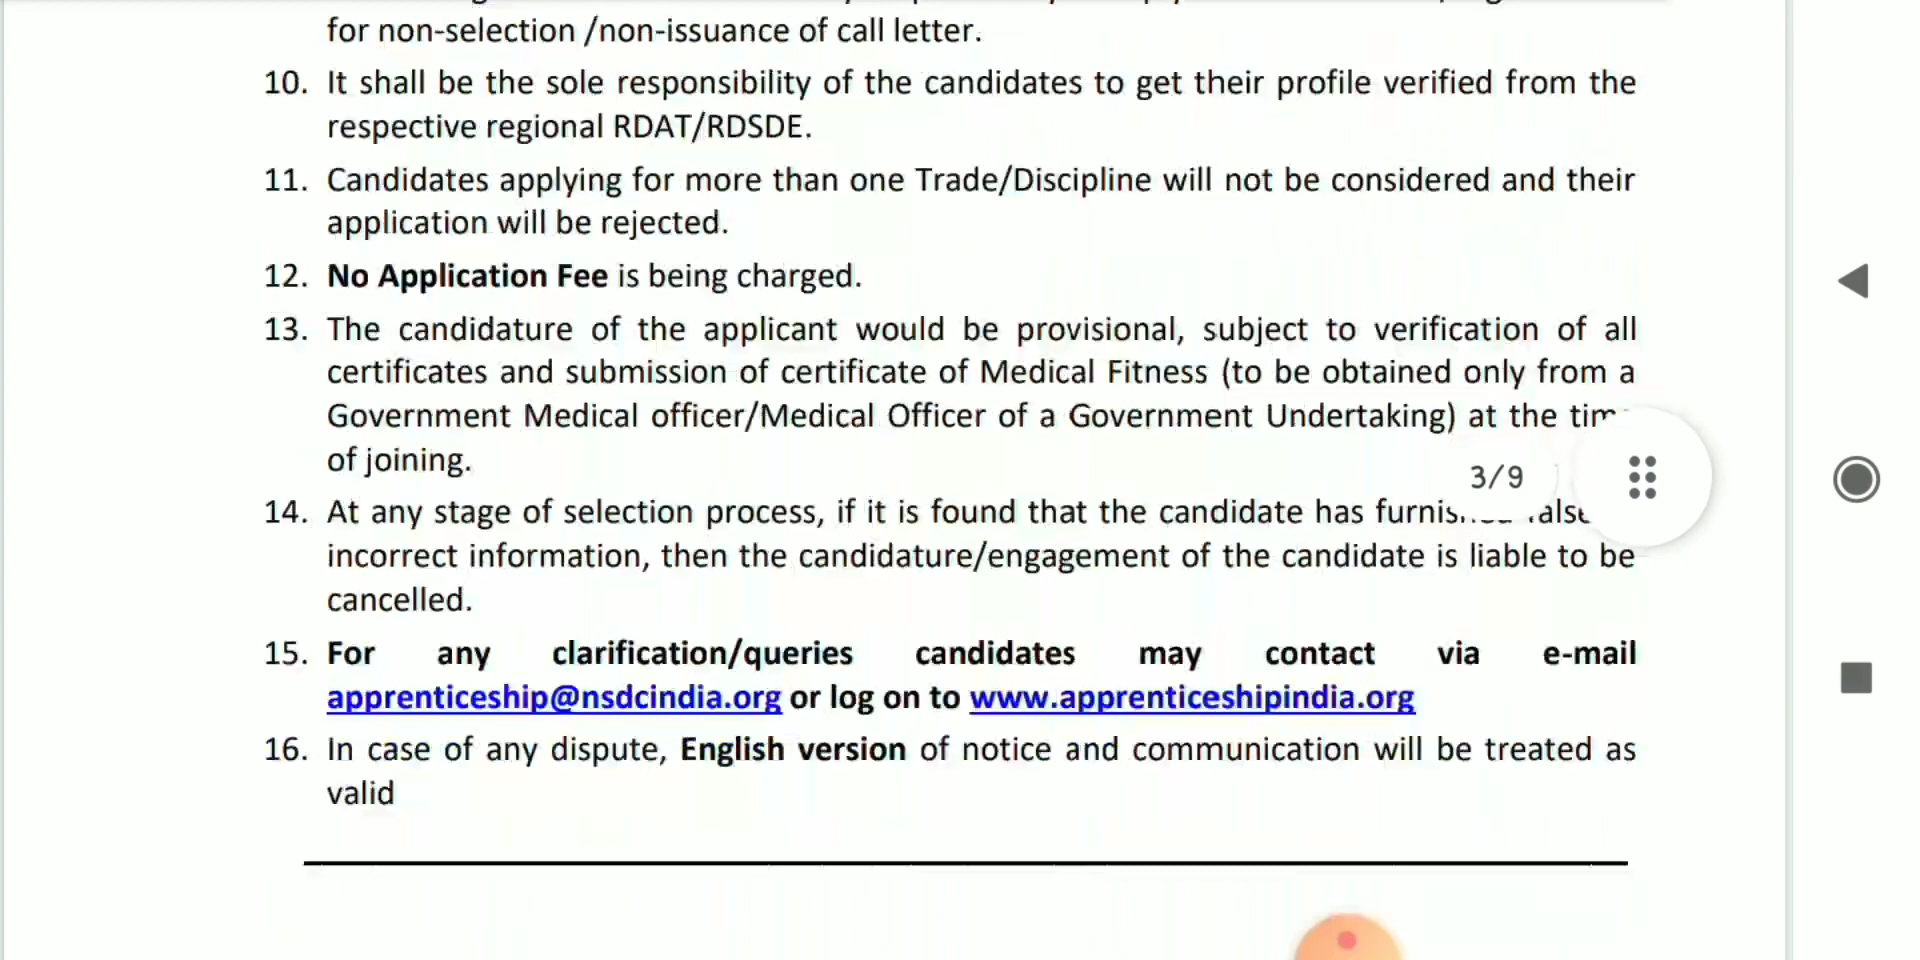 for non-selection /non-issuance of call letter.
10. It shall be the sole responsibility of the candidates to get their profile verified from the
respective regional RDAT/RDSDE.
11. Candidates applying for more than one Trade/Discipline will not be considered and their
application will be rejected.
12. No Application Fee is being charged.
13. The candidature of the applicant would be provisional, subject to verification of all
certificates and submission of certificate of Medical Fitness (to be obtained only from a
Government Medical officer/Medical Officer of a Government Undertaking) at the
of joining.
3/9
14. At any stage of selection process, if it is found that the candidate has
incorrect information, then the candidature/engagement of the candidate is liable to be
cancelled.
15. For any clarification/queries candidates may contact via e-mail
apprenticeship@nsdcindia.org or log on to www.apprenticeshipindia.org
16. In case of any dispute, English version of notice and communication will be treated as
valid